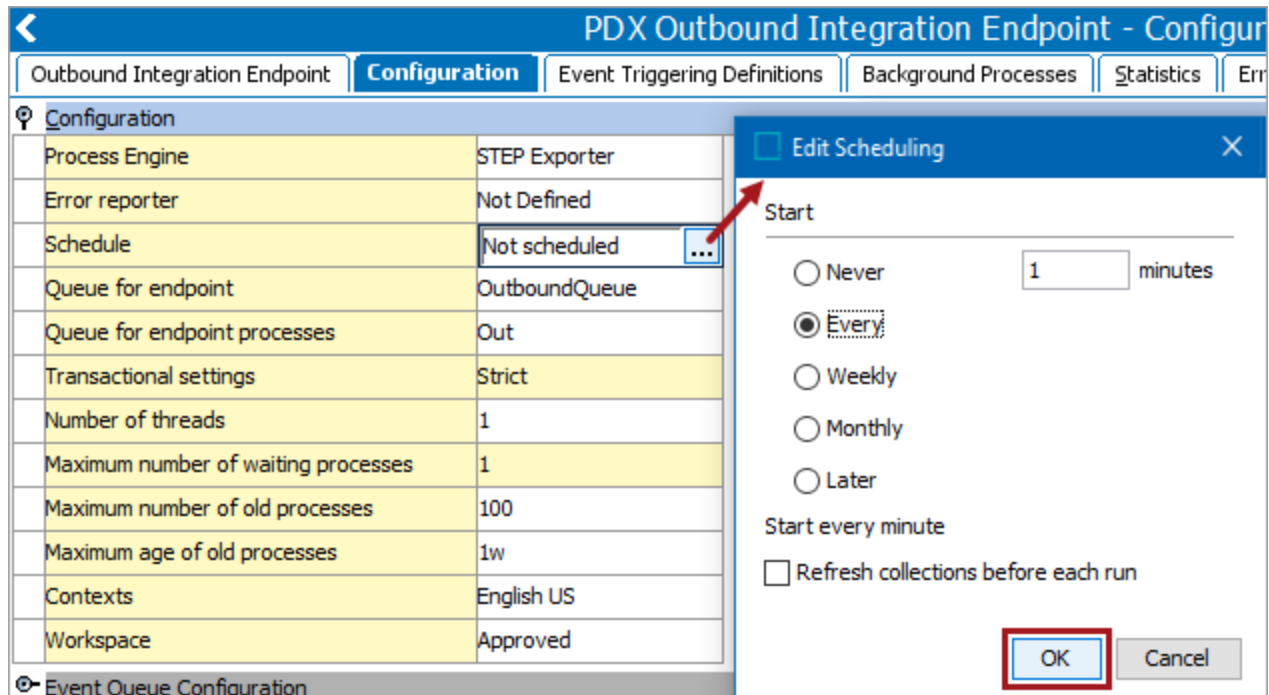 PDX Outbound Integration Endpoint - Configur
Outbound Integration Endpoint Configuration Event Triggering Definitions Background Processes Statistics Err
Configuration
Process Engine STEP Exporter
Error reporter Not Defined
Schedule Not scheduled ...
Queue for endpoint OutboundQueue
Queue for endpoint processes Out
Transactional settings Strict
Number of threads 1
Maximum number of waiting processes 1
Maximum number of old processes 100
Maximum age of old processes 1w
Contexts English US
Workspace Approved
Event Queue Configuration
Edit Scheduling
Start
Never 1 minutes
Every
Weekly
Monthly
Later
Start every minute
Refresh collections before each run
OK Cancel